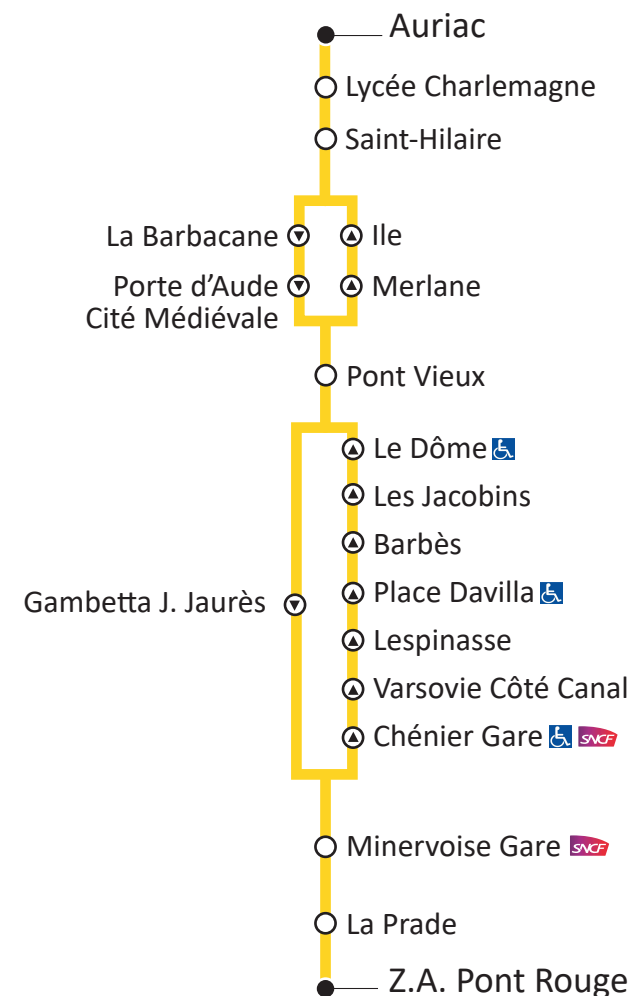 Auriac
Lycée Charlemagne
Saint-Hilaire
La Barbacane
Ile
Porte d'Aude
Cité Médiévale
Merlane
Pont Vieux
Le Dôme
Les Jacobins
Barbès
Place Davilla
Gambetta J. Jaurès
Lespinasse
Varsovie Côté Canal
Chénier Gare SNCF
Minervoise Gare SNCF
La Prade
Z.A. Pont Rouge